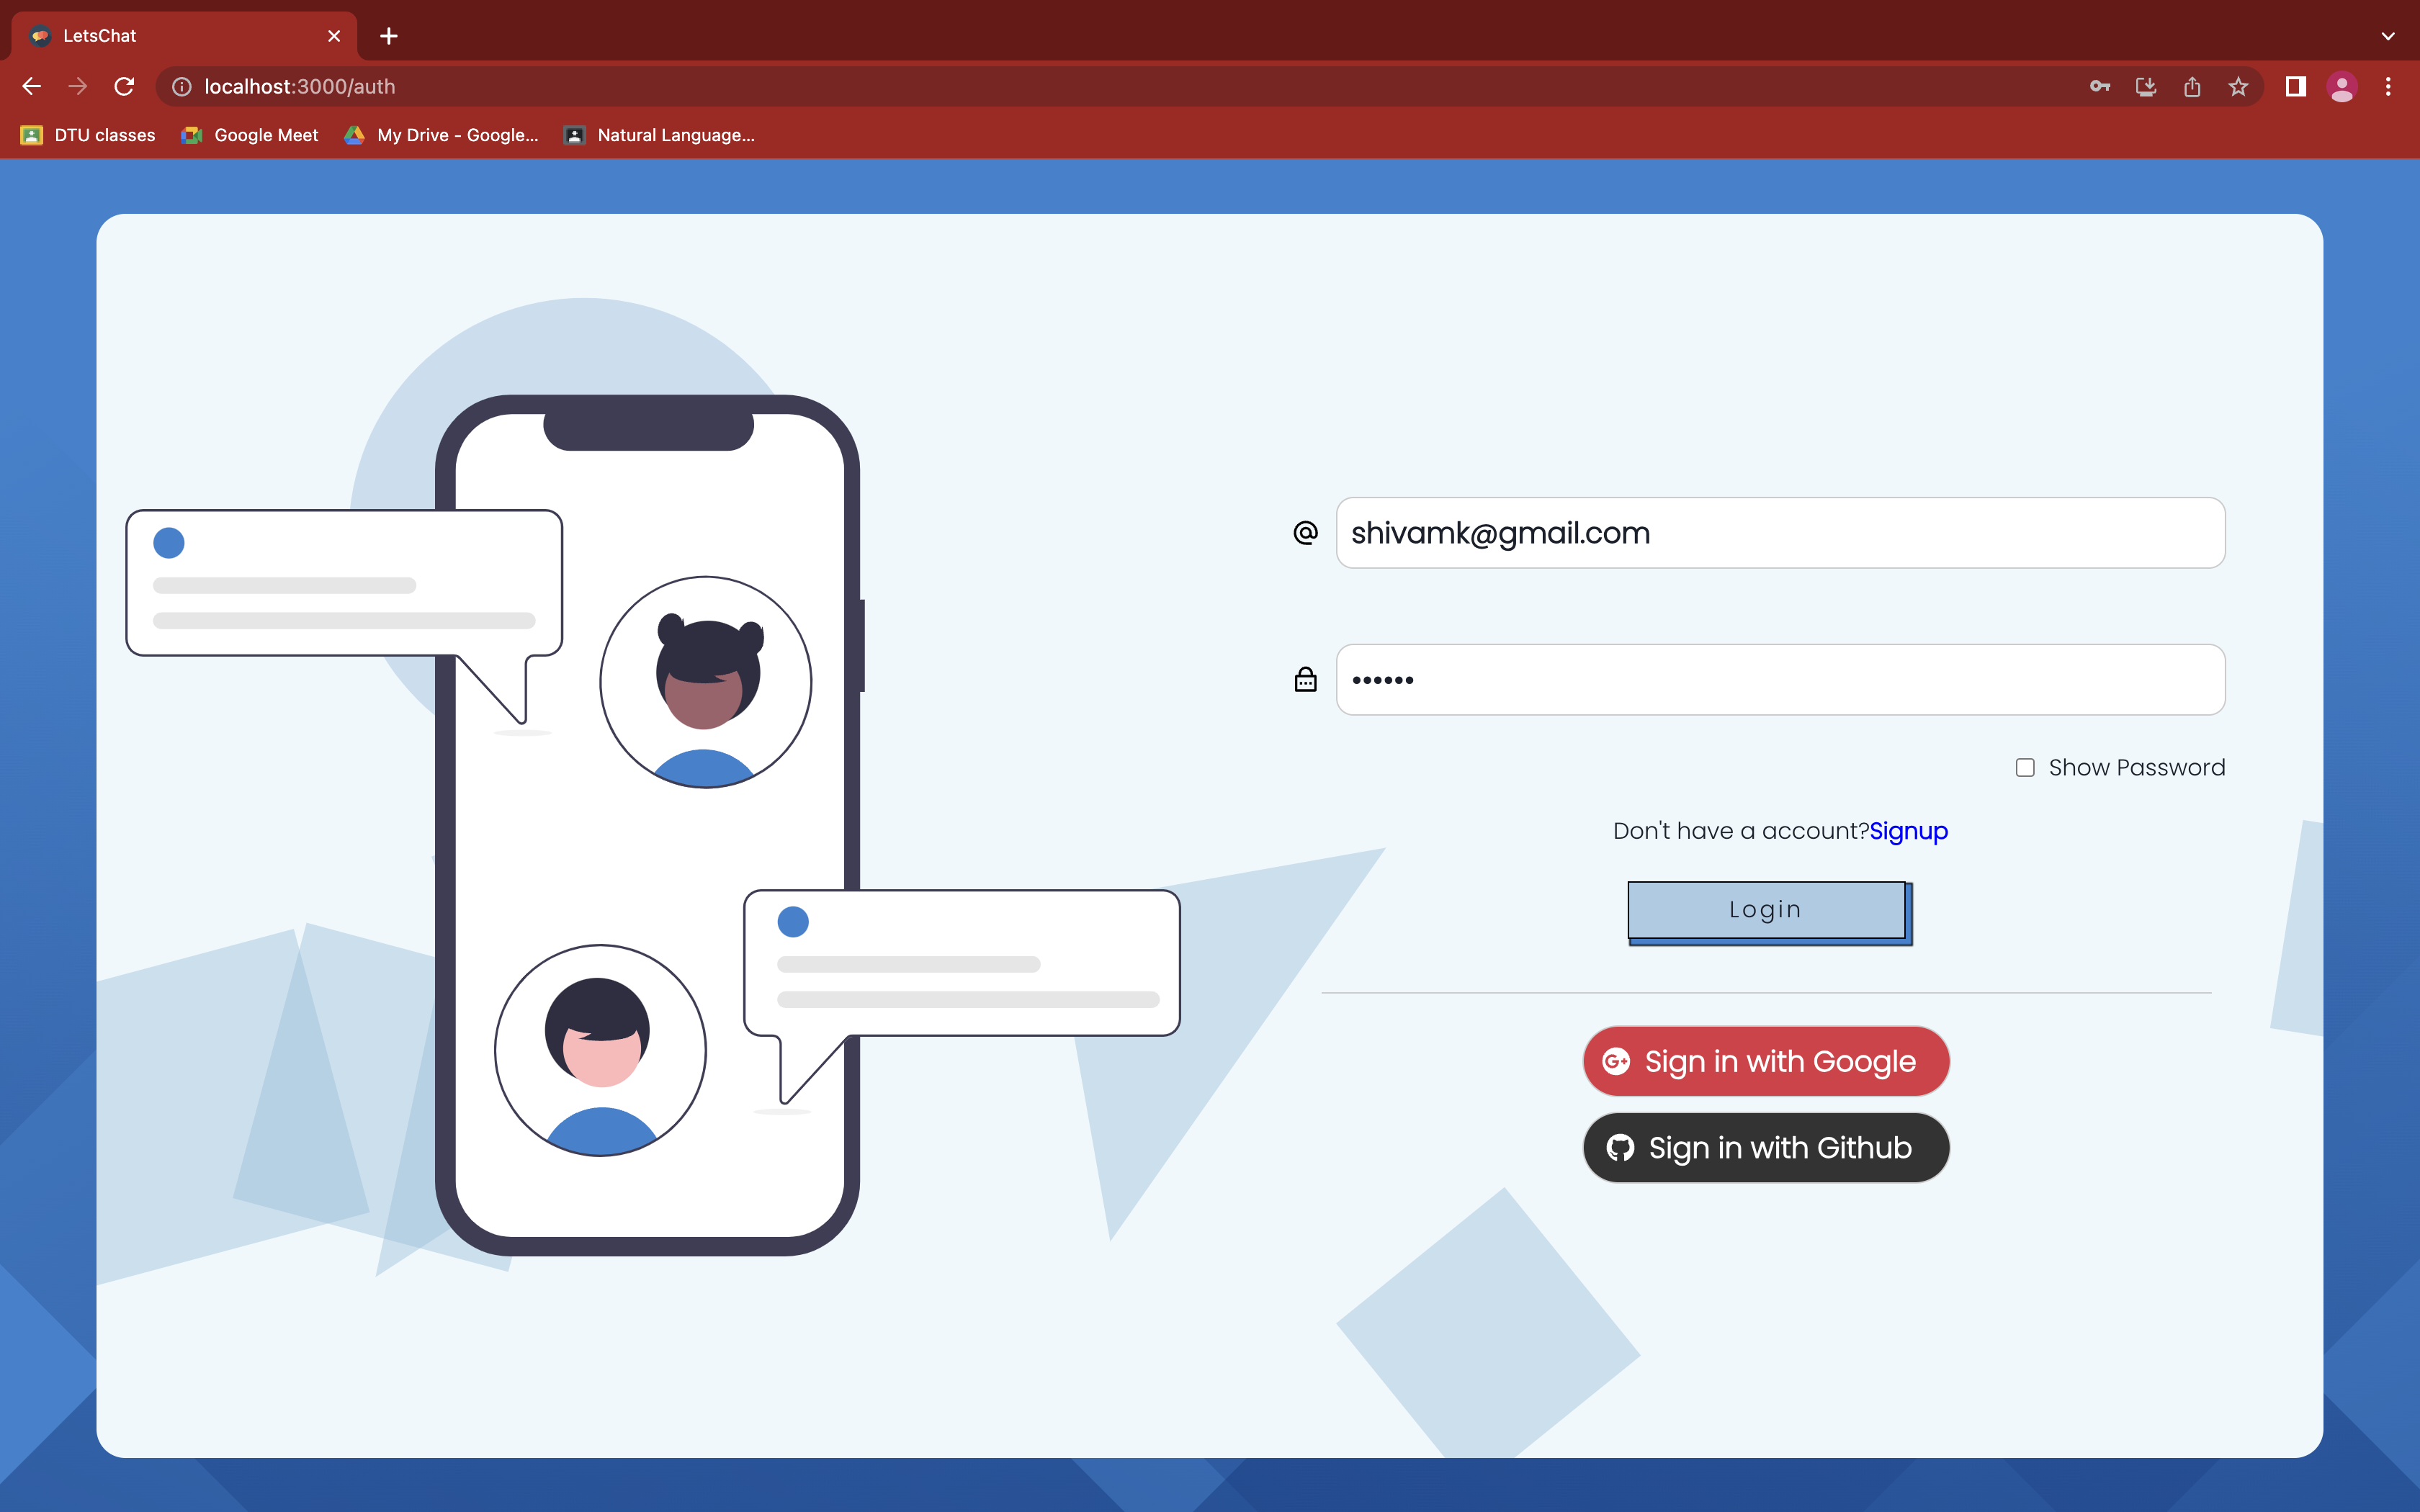 LetsChat
localhost:3000/auth
DTU classes
Google Meet
My Drive - Google...
Natural Language...
shivamk@gmail.com
••••••
Show Password
Don't have a account?Signup
Login
Sign in with Google
Sign in with Github